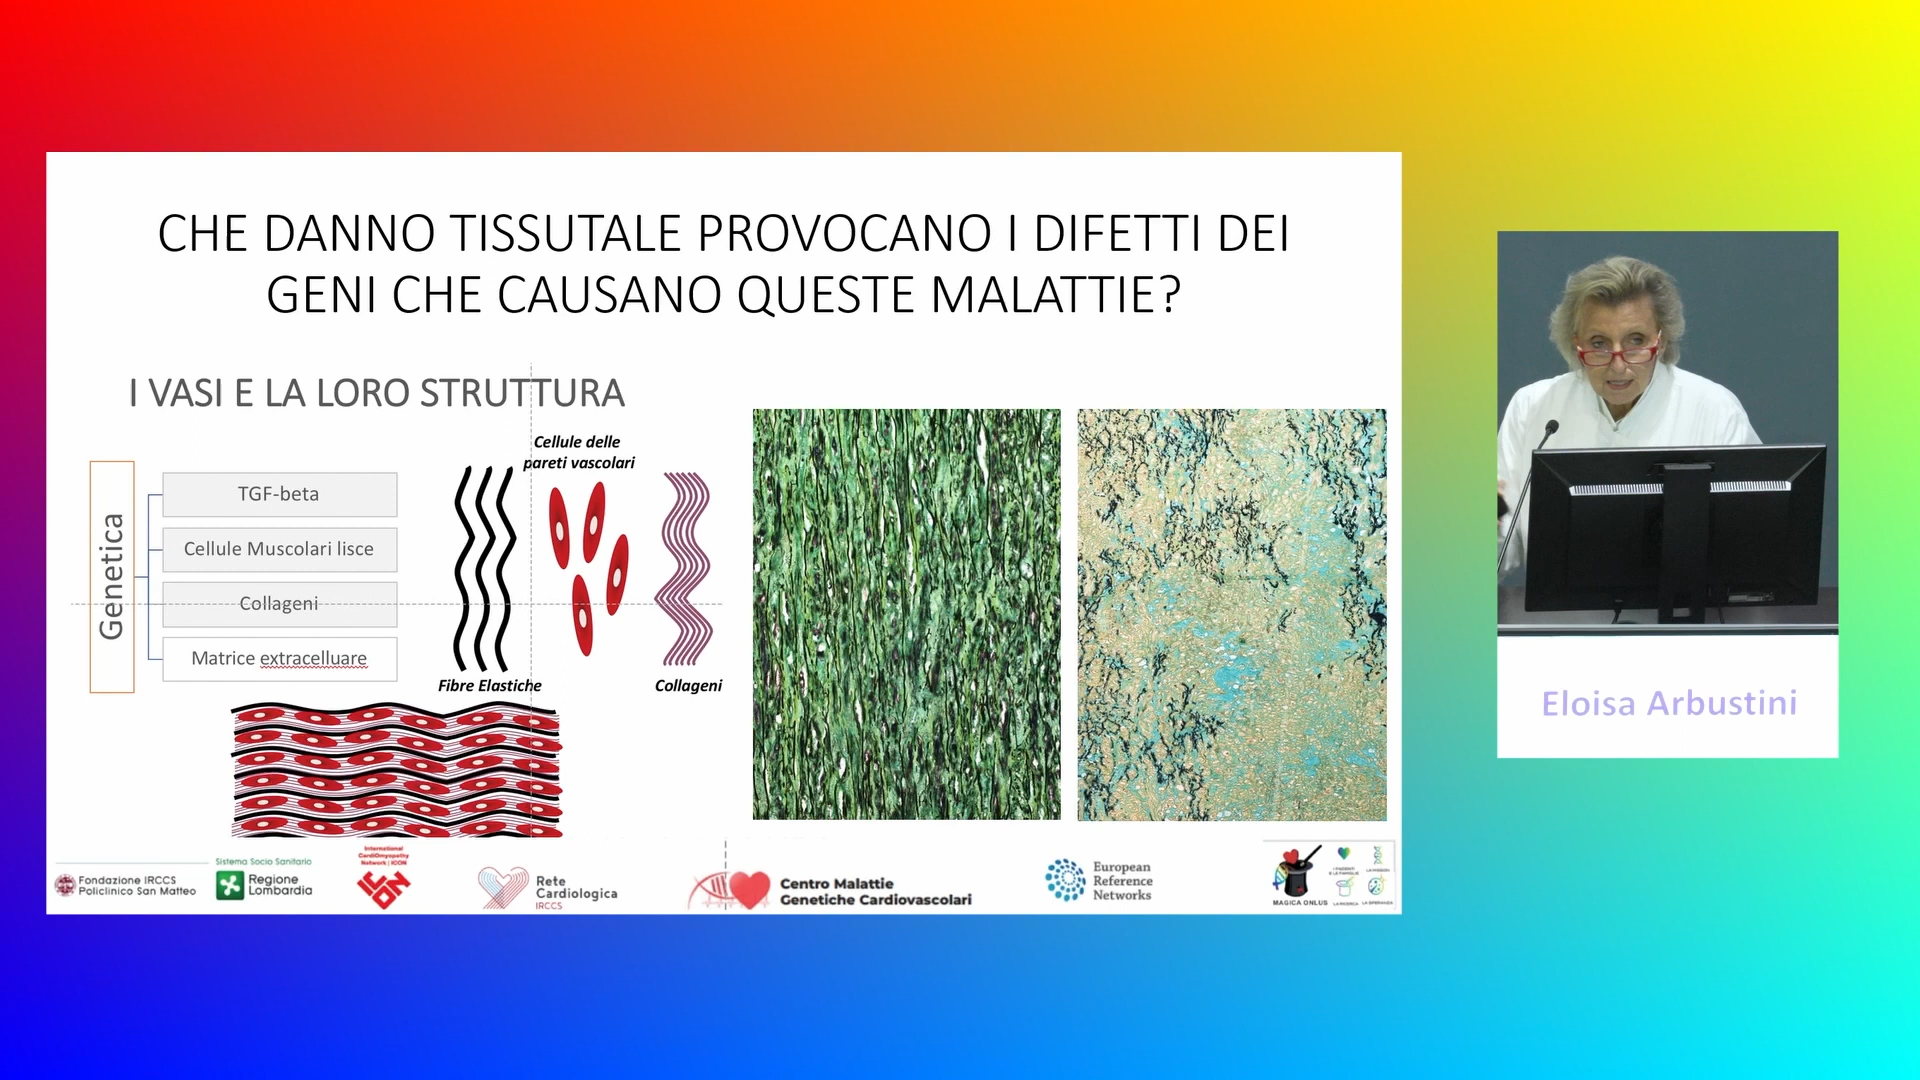 CHE DANNO TISSUTALE PROVOCANO I DIFETTI DEI
GENI CHE CAUSANO QUESTE MALATTIE?
I VASI E LA LORO STRUTTURA
Genetica
TGF-beta
Cellule Muscolari lisce
Collageni
Matrice extracelluare
Cellule delle
pareti vascolari
Fibre Elastiche
Collageni
Fondazione IRCCS
Policlinico San Matteo
Sistema Socio Sanitario
Regione
Lombardia
International
CardiOmyopathy
Network | ICON
ICON
Rete
Cardiologica
IRCCS
Centro Malattie
Genetiche Cardiovascolari
European
Reference
Networks
MAGICA ONLUS
I PAZIENTI
E LE FAMIGLIE
LA MISSION
LA RICERCA
LA SPERANZA
Eloisa Arbustini